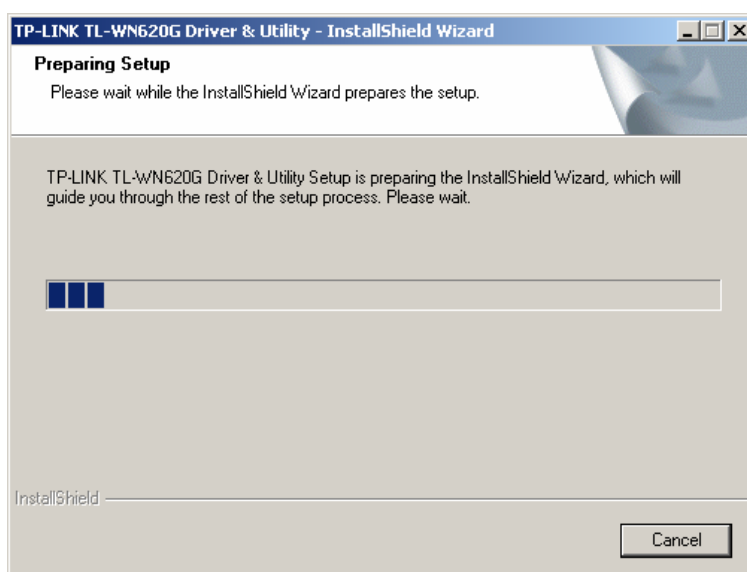 TP-LINK TL-WN620G Driver & Utility - InstallShield Wizard
Preparing Setup
Please wait while the InstallShield Wizard prepares the setup.
TP-LINK TL-WN620G Driver & Utility Setup is preparing the InstallShield Wizard, which will
guide you through the rest of the setup process. Please wait.
InstallShield
Cancel